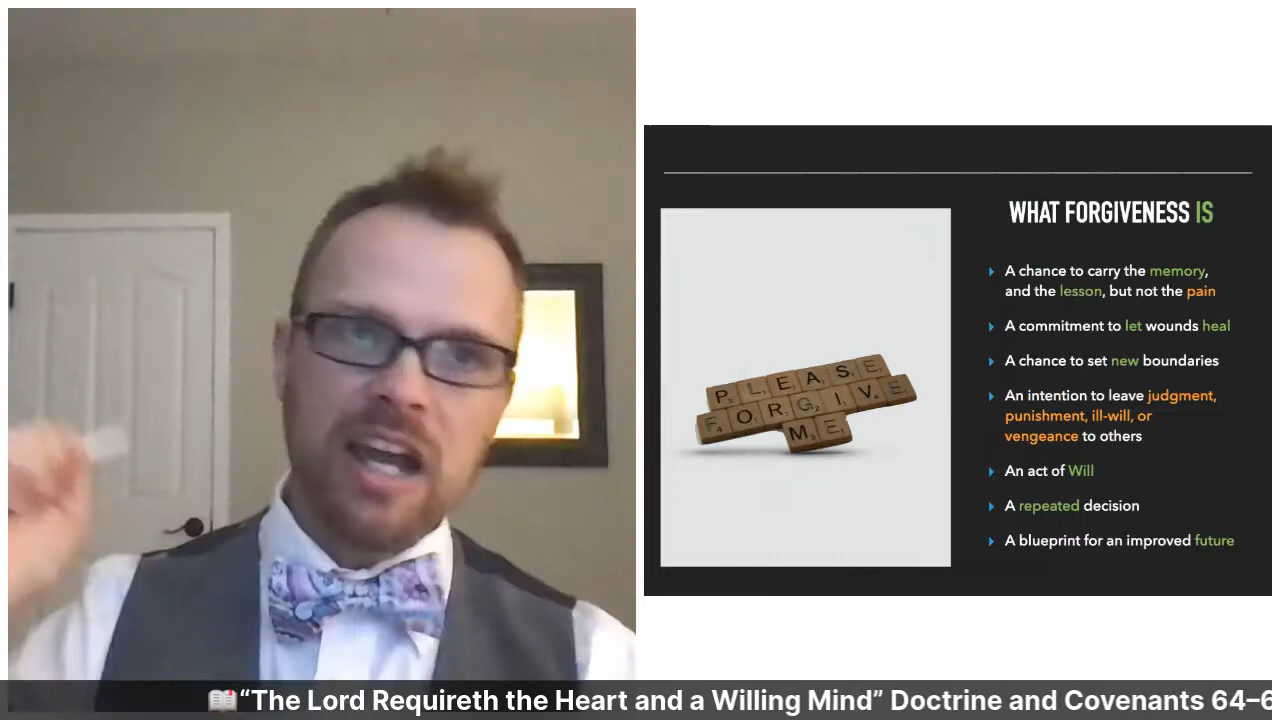 PLEASE
FORGIVE
ME
WHAT FORGIVENESS IS
A chance to carry the memory,
and the lesson, but not the pain
A commitment to let wounds heal
A chance to set new boundaries
An intention to leave judgment,
punishment, ill-will, or
vengeance to others
An act of Will
A repeated decision
A blueprint for an improved future
“The Lord Requireth the Heart and a Willing Mind” Doctrine and Covenants 64–6